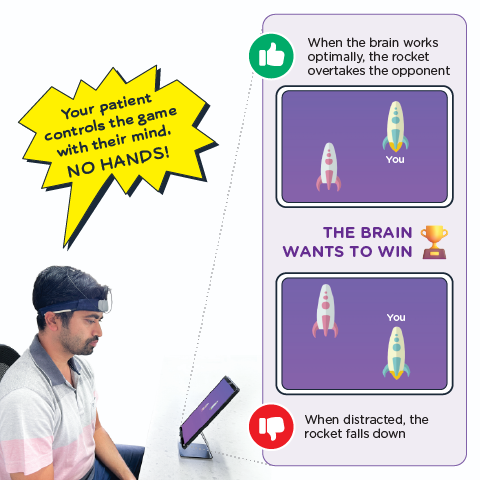 Your patient
controls the game
with their mind.
NO HANDS!
When the brain works
optimally, the rocket
overtakes the opponent
You
THE BRAIN
WANTS TO WIN
You
When distracted, the
rocket falls down